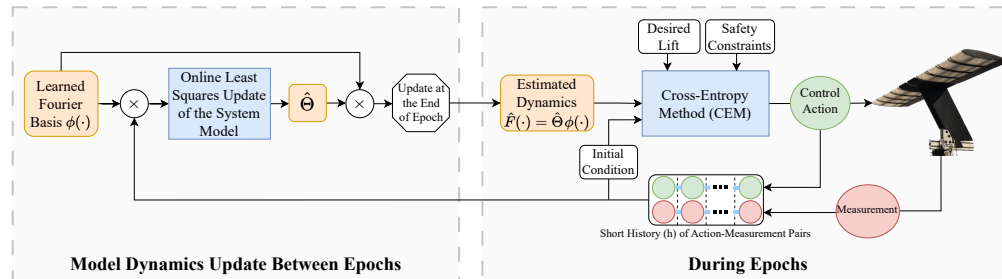 Learned
Fourier
Basis ϕ(·)
×
Online Least
Squares Update
of the System
Model
Θ̂
×
Update at
the End
of Epoch
Model Dynamics Update Between Epochs
Desired
Lift
Safety
Constraints
Estimated
Dynamics
F̂(·) = Θ̂ϕ(·)
Cross-Entropy
Method (CEM)
Control
Action
Initial
Condition
Measurement
Short History (h) of Action-Measurement Pairs
During Epochs